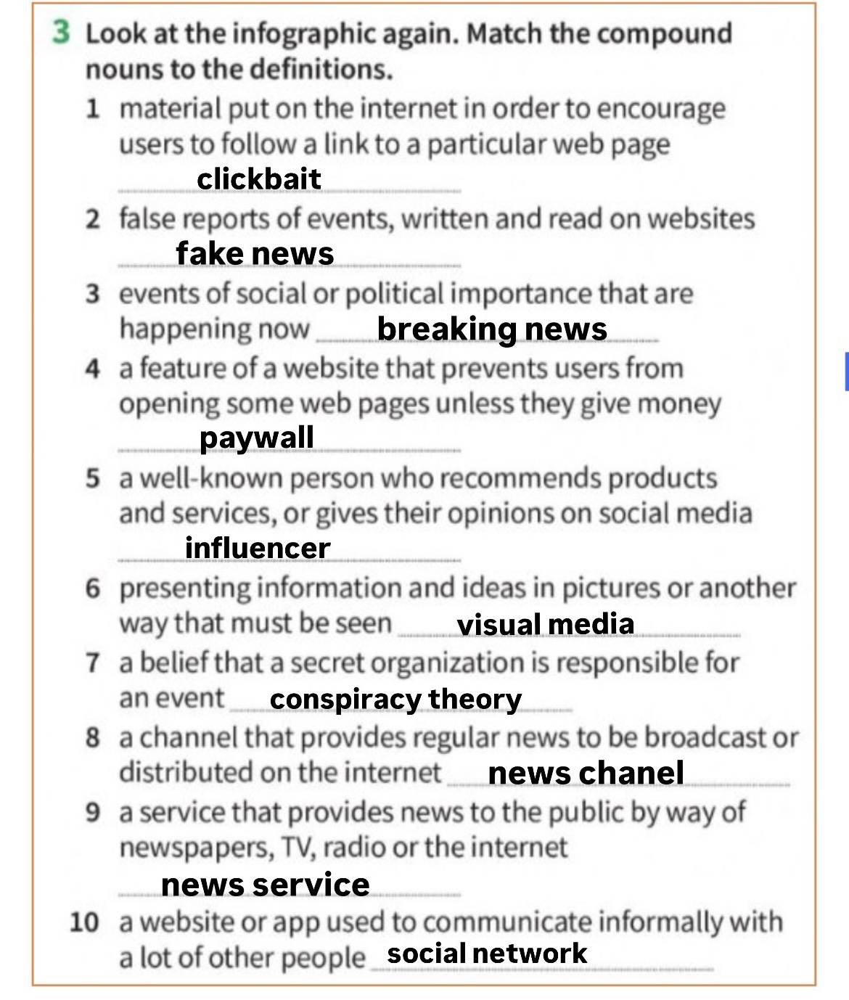 3 Look at the infographic again. Match the compound
nouns to the definitions.
1 material put on the internet in order to encourage
users to follow a link to a particular web page
clickbait
2 false reports of events, written and read on websites
fake news
3 events of social or political importance that are
happening now breaking news
4 a feature of a website that prevents users from
opening some web pages unless they give money
paywall
5 a well-known person who recommends products
and services, or gives their opinions on social media
influencer
6 presenting information and ideas in pictures or another
way that must be seen visual media
7 a belief that a secret organization is responsible for
an event conspiracy theory
8 a channel that provides regular news to be broadcast or
distributed on the internet news chanel
9 a service that provides news to the public by way of
newspapers, TV, radio or the internet
news service
10 a website or app used to communicate informally with
a lot of other people social network